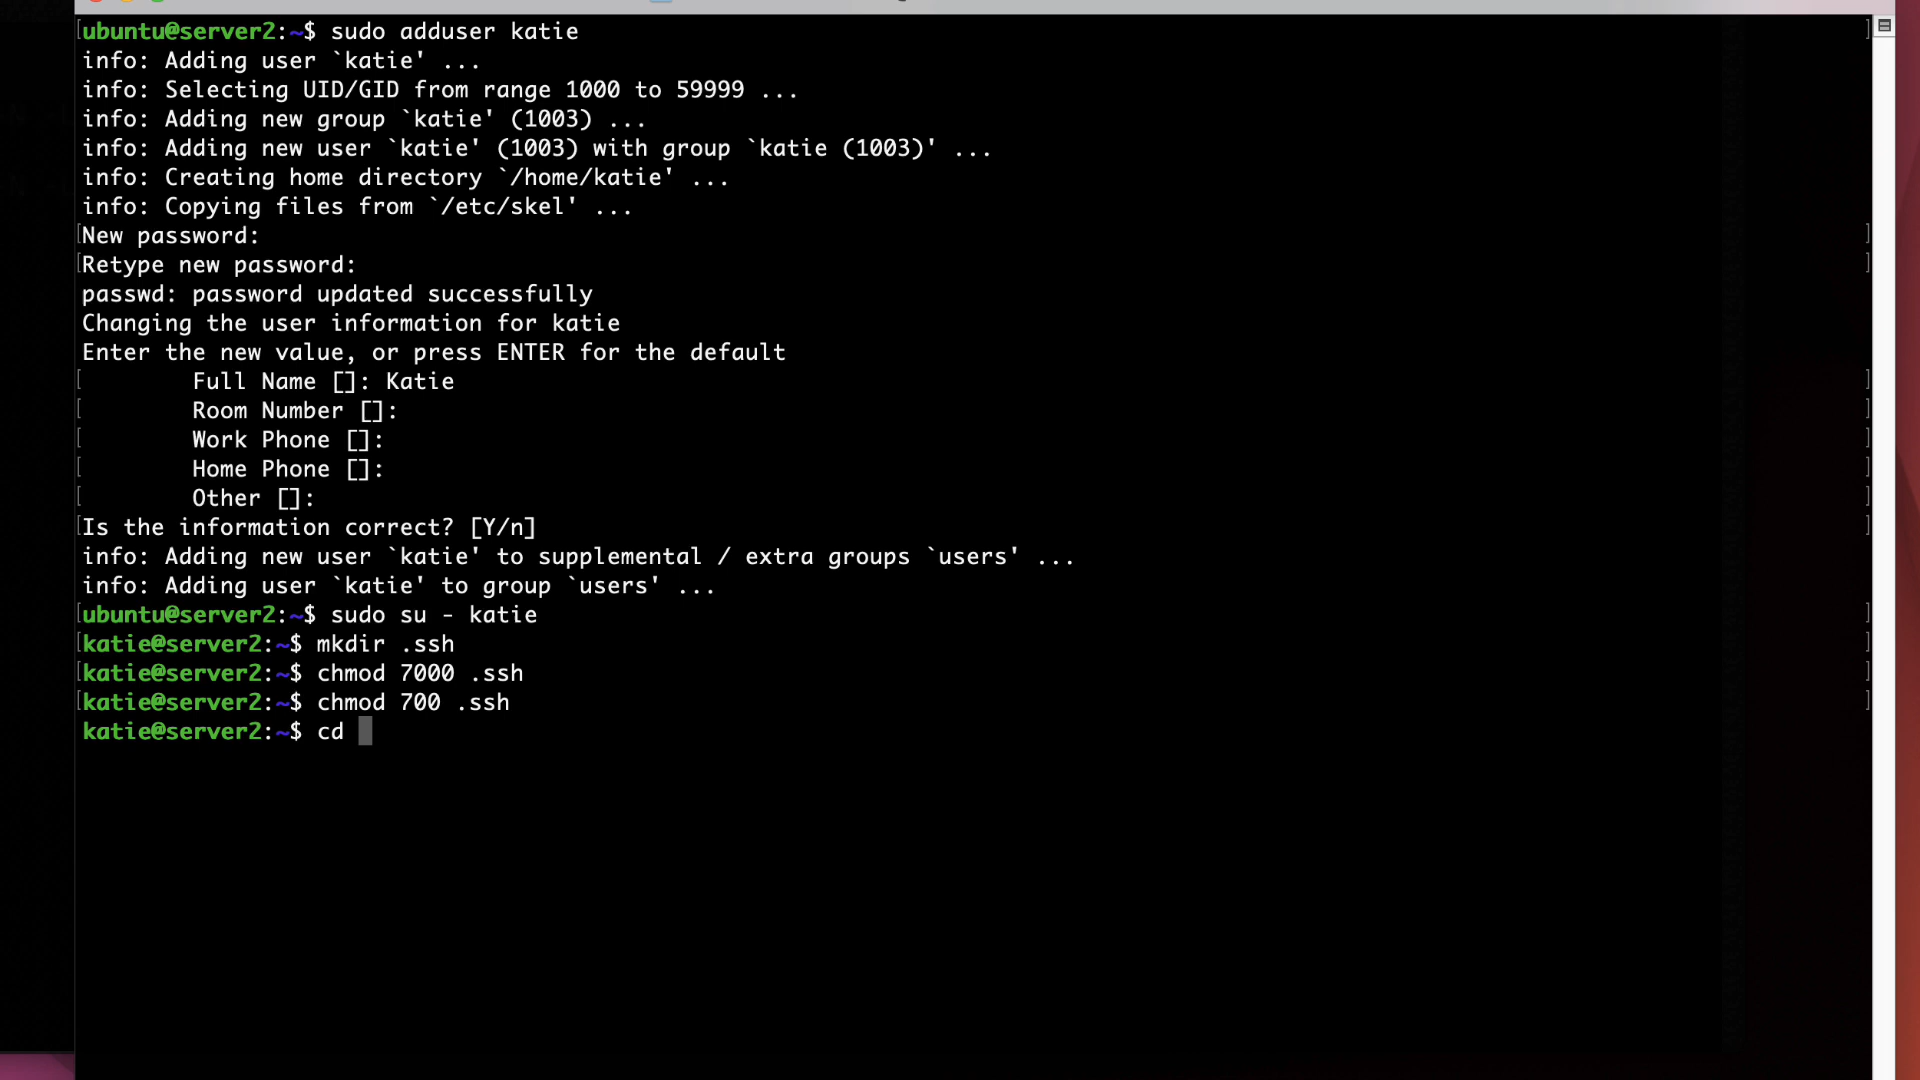 ubuntu@server2:~$ sudo adduser katie
info: Adding user `katie' ...
info: Selecting UID/GID from range 1000 to 59999 ...
info: Adding new group `katie' (1003) ...
info: Adding new user `katie' (1003) with group `katie (1003)' ...
info: Creating home directory `/home/katie' ...
info: Copying files from `/etc/skel' ...
New password:
Retype new password:
passwd: password updated successfully
Changing the user information for katie
Enter the new value, or press ENTER for the default
Full Name []: Katie
Room Number []:
Work Phone []:
Home Phone []:
Other []:
Is the information correct? [Y/n]
info: Adding new user `katie' to supplemental / extra groups `users' ...
info: Adding user `katie' to group `users' ...
ubuntu@server2:~$ sudo su - katie
katie@server2:~$ mkdir .ssh
katie@server2:~$ chmod 7000 .ssh
katie@server2:~$ chmod 700 .ssh
katie@server2:~$ cd